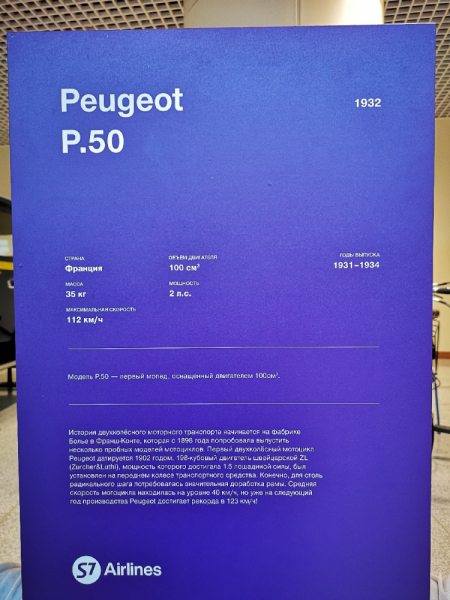 Peugeot
P.50
1932
СТРАНА
Франция
ОБЪЁМ ДВИГАТЕЛЯ
100 см³
ГОДЫ ВЫПУСКА
1931–1934
МАССА
35 кг
МОЩНОСТЬ
2 л.с.
МАКСИМАЛЬНАЯ СКОРОСТЬ
112 км/ч
Модель P.50 — первый мопед, оснащенный двигателем 100см³.
История двухколёсного моторного транспорта начинается на фабрике
Болье в Франш-Конте, которая с 1898 года попробовала выпустить
несколько пробных моделей мотоциклов. Первый двухколёсный мотоцикл
Peugeot датируется 1902 годом. 198-кубовый двигатель швейцарской ZL
(Zurcher&Luthi), мощность которого достигала 1.5 лошадиной силы, был
установлен на переднем колесе транспортного средства. Конечно, для столь
радикального шага потребовалась значительная доработка рамы. Средняя
скорость мотоцикла находилась на уровне 40 км/ч, но уже на следующий
год производства Peugeot достигает рекорда в 123 км/ч!
S7 Airlines